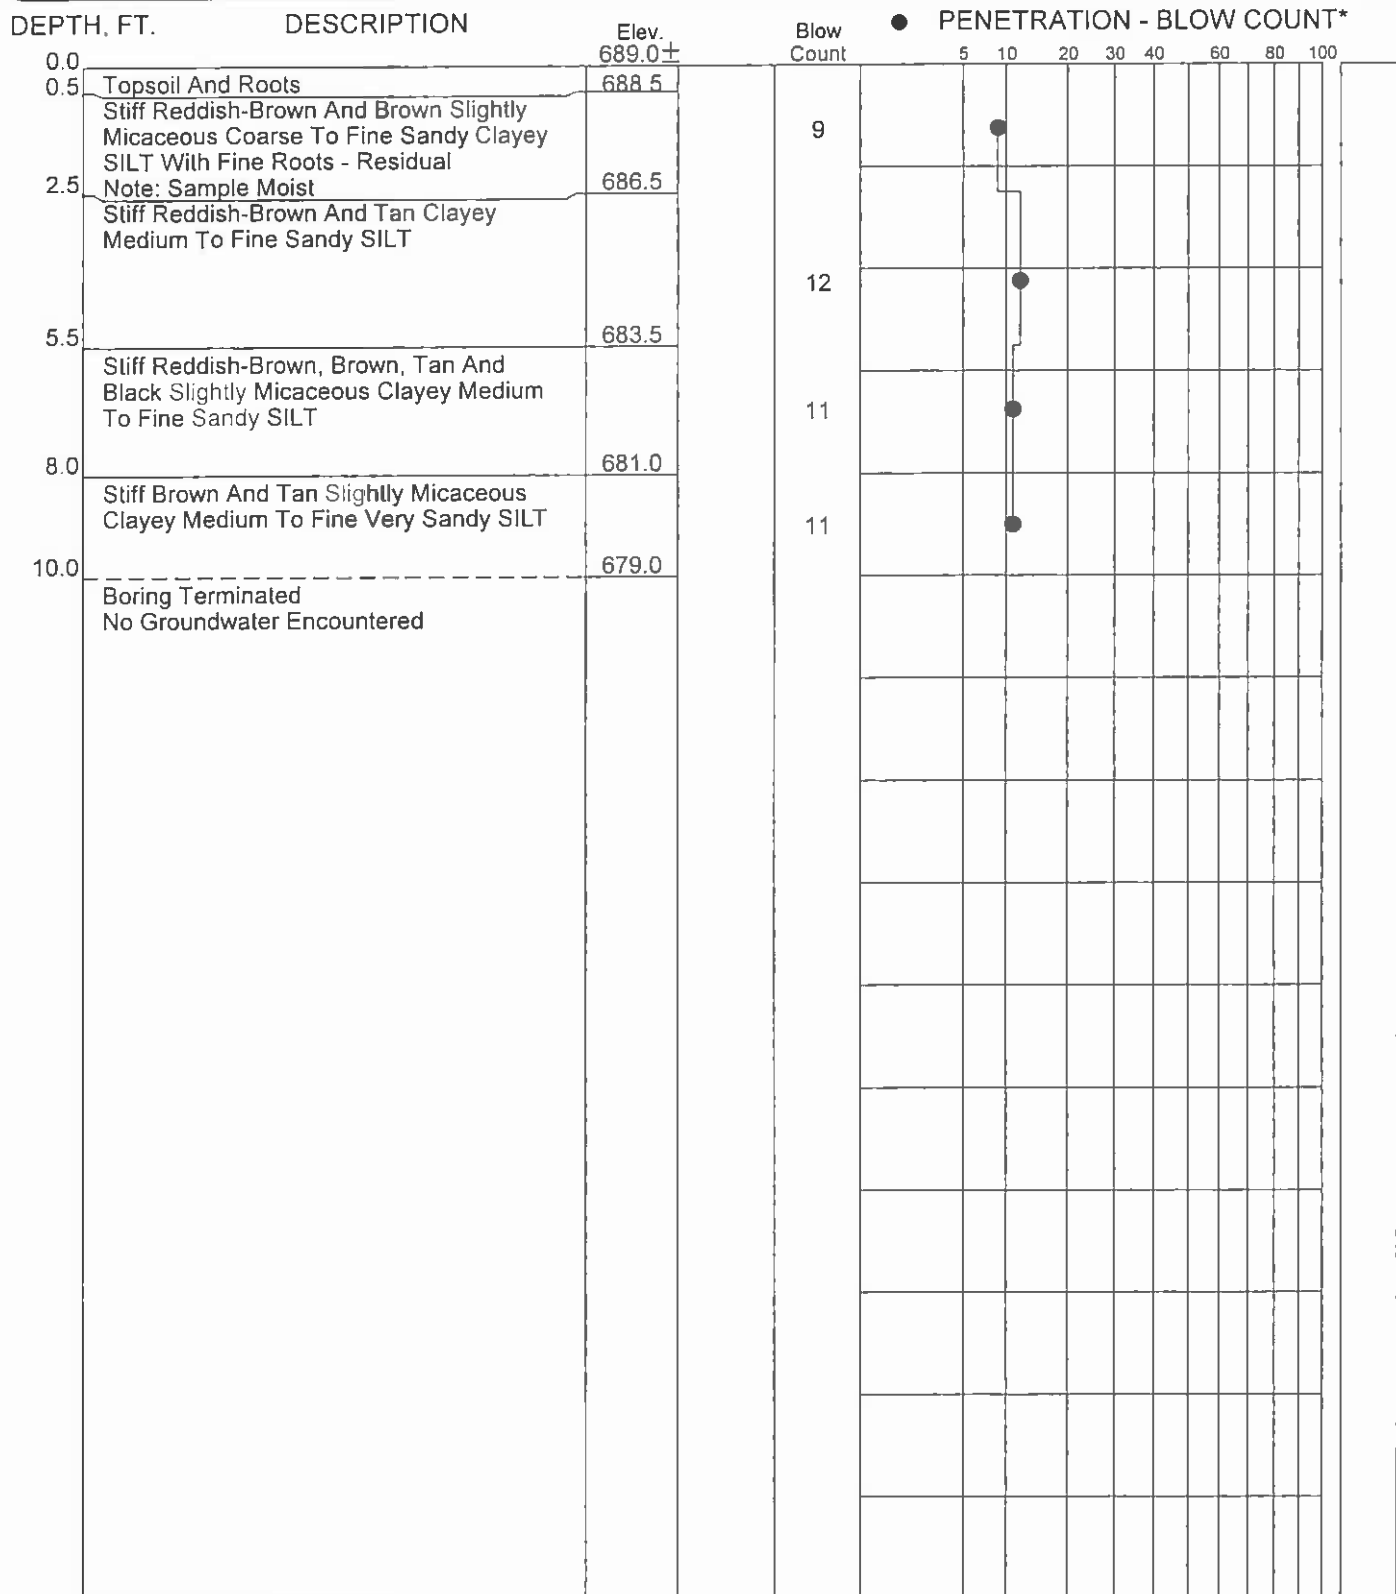 DEPTH, FT. DESCRIPTION Elev. 689.0± Blow Count ● PENETRATION - BLOW COUNT*
5 10 20 30 40 60 80 100
0.0
0.5 Topsoil And Roots 688.5
Stiff Reddish-Brown And Brown Slightly
Micaceous Coarse To Fine Sandy Clayey 9
SILT With Fine Roots - Residual
2.5 Note: Sample Moist 686.5
Stiff Reddish-Brown And Tan Clayey
Medium To Fine Sandy SILT
12
5.5 683.5
Stiff Reddish-Brown, Brown, Tan And
Black Slightly Micaceous Clayey Medium
To Fine Sandy SILT 11
8.0 681.0
Stiff Brown And Tan Slightly Micaceous
Clayey Medium To Fine Very Sandy SILT 11
10.0 679.0
Boring Terminated
No Groundwater Encountered